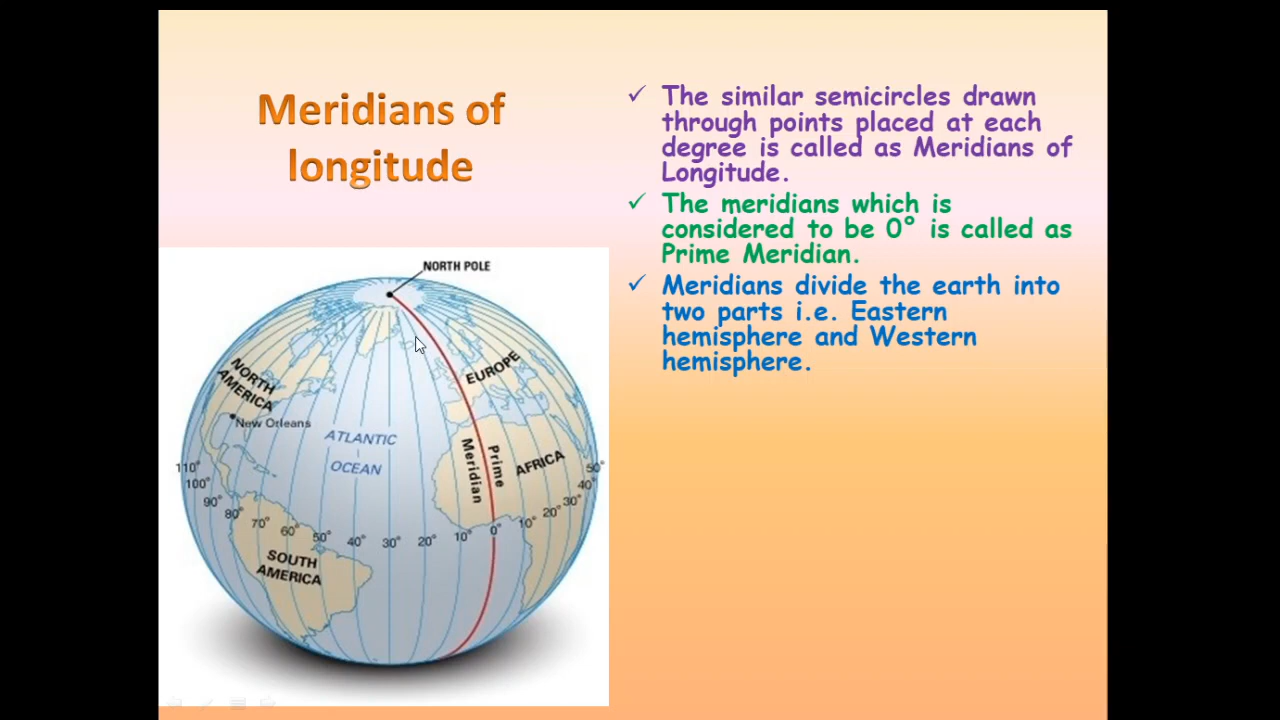 Meridians of
longitude
✓ The similar semicircles drawn
through points placed at each
degree is called as Meridians of
Longitude.
✓ The meridians which is
considered to be 0° is called as
Prime Meridian.
✓ Meridians divide the earth into
two parts i.e. Eastern
hemisphere and Western
hemisphere.
NORTH POLE
NORTH
AMERICA
New Orleans
EUROPE
ATLANTIC
OCEAN
Prime
Meridian
AFRICA
110° 100° 90° 80° 70° 60° 50° 40° 30° 20° 10° 0° 10° 20° 30° 40° 50°
SOUTH
AMERICA